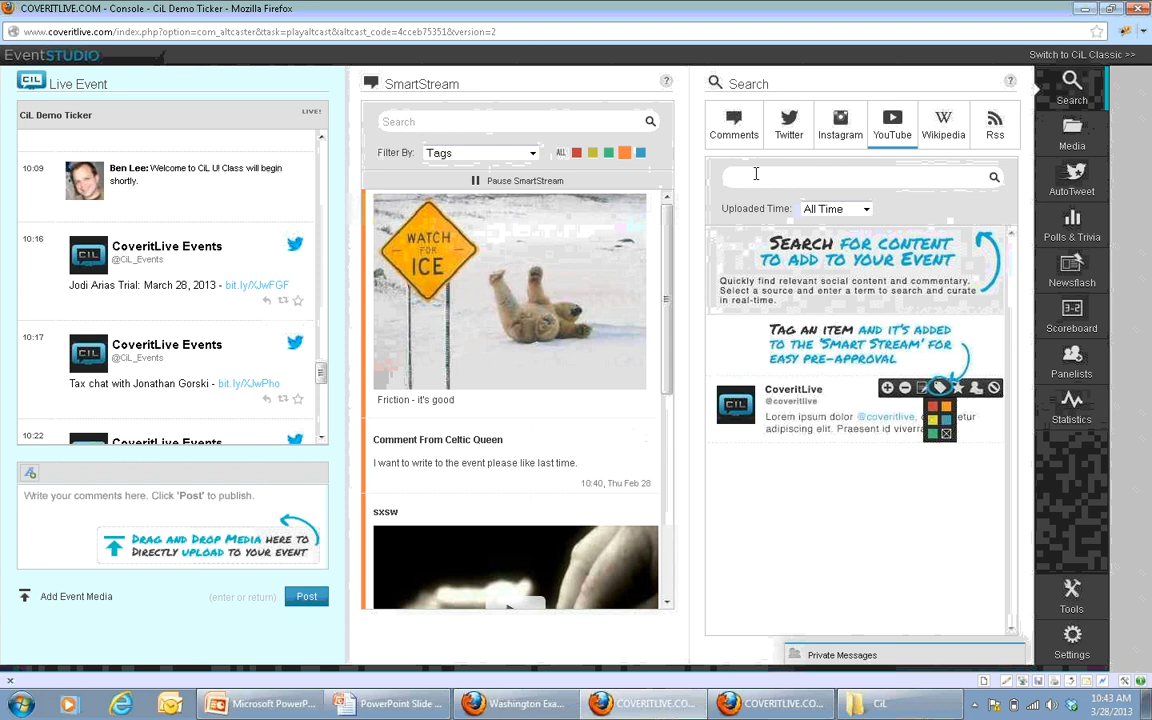 COVERITLIVE.COM - Console - CiL Demo Ticker - Mozilla Firefox
www.coveritlive.com/index.php?option=com_altcaster&task=playaltcast&altcast_code=4cceb75351&version=2
EventSTUDIO
Switch to CiL Classic >>
CiL Live Event
CiL Demo Ticker
LIVE!
10:09
Ben Lee: Welcome to CiL U! Class will begin
shortly.
10:16
CiL
CoveritLive Events
@CiL_Events
Jodi Arias Trial: March 28, 2013 - bit.ly/XJwFGF
10:17
CiL
CoveritLive Events
@CiL_Events
Tax chat with Jonathan Gorski - bit.ly/XJwPho
10:22
CoveritLive Events
Write your comments here. Click 'Post' to publish.
DRAG AND DROP MEDIA HERE TO
DIRECTLY UPLOAD TO YOUR EVENT
Add Event Media
(enter or return)
Post
SmartStream
?
Search
Filter By:
Tags
ALL
Pause SmartStream
WATCH
FOR
ICE
Friction - it's good
Comment From Celtic Queen
I want to write to the event please like last time.
10:40, Thu Feb 28
sxsw
Search
?
Comments
Twitter
Instagram
YouTube
W
Wikipedia
Rss
Uploaded Time:
All Time
SEARCH FOR CONTENT
TO ADD TO YOUR EVENT
Quickly find relevant social content and commentary.
Select a source and enter a term to search and curate
in real-time.
TAG AN ITEM AND IT'S ADDED
TO THE 'SMART STREAM' FOR
EASY PRE-APPROVAL
CiL
CoveritLive
@coveritlive
Lorem ipsum dolor @coveritlive,
adipiscing elit. Praesent id
Private Messages
Search
Media
AutoTweet
Polls & Trivia
Newsflash
3-2
Scoreboard
Panelists
Statistics
Tools
Settings
Microsoft PowerP...
PowerPoint Slide ...
Washington Exa...
COVERITLIVE.CO...
COVERITLIVE.CO...
CiL
10:43 AM
3/28/2013